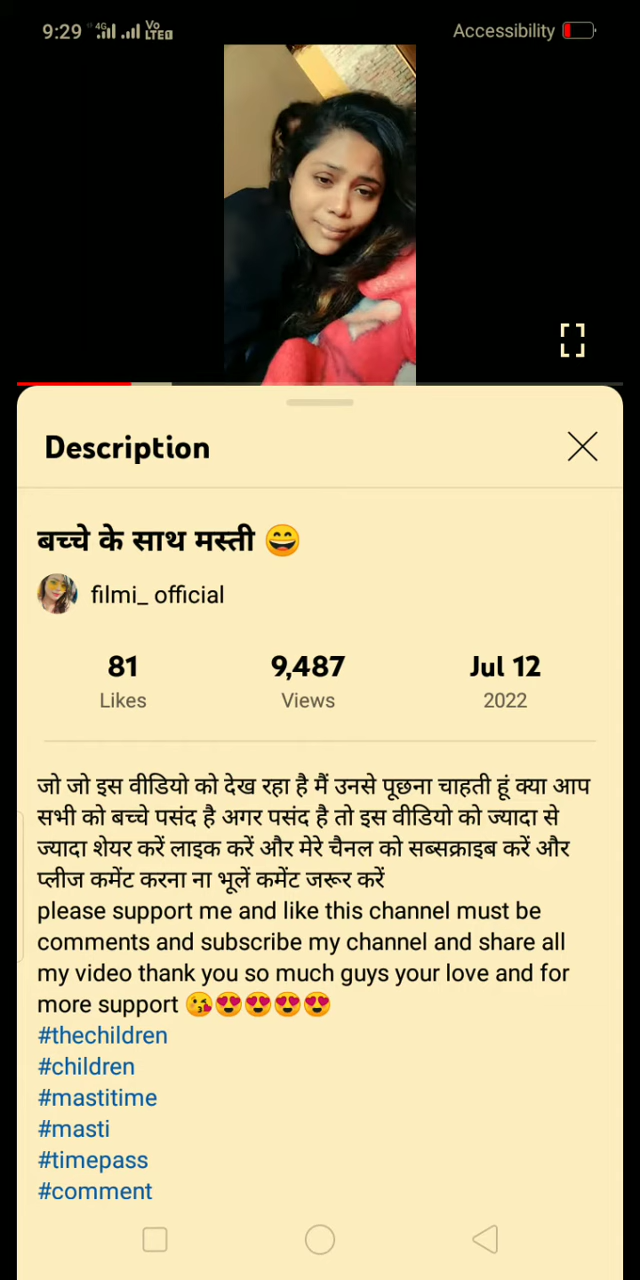 9:29 4G Vo LTE Accessibility
Description
बच्चे के साथ मस्ती 😄
filmi_ official
81 9,487 Jul 12
Likes Views 2022
जो जो इस वीडियो को देख रहा है मैं उनसे पूछना चाहती हूं क्या आप
सभी को बच्चे पसंद है अगर पसंद है तो इस वीडियो को ज्यादा से
ज्यादा शेयर करें लाइक करें और मेरे चैनल को सब्सक्राइब करें और
प्लीज कमेंट करना ना भूलें कमेंट जरूर करें
please support me and like this channel must be
comments and subscribe my channel and share all
my video thank you so much guys your love and for
more support 😘😍😍😍😍
#thechildren
#children
#mastitime
#masti
#timepass
#comment